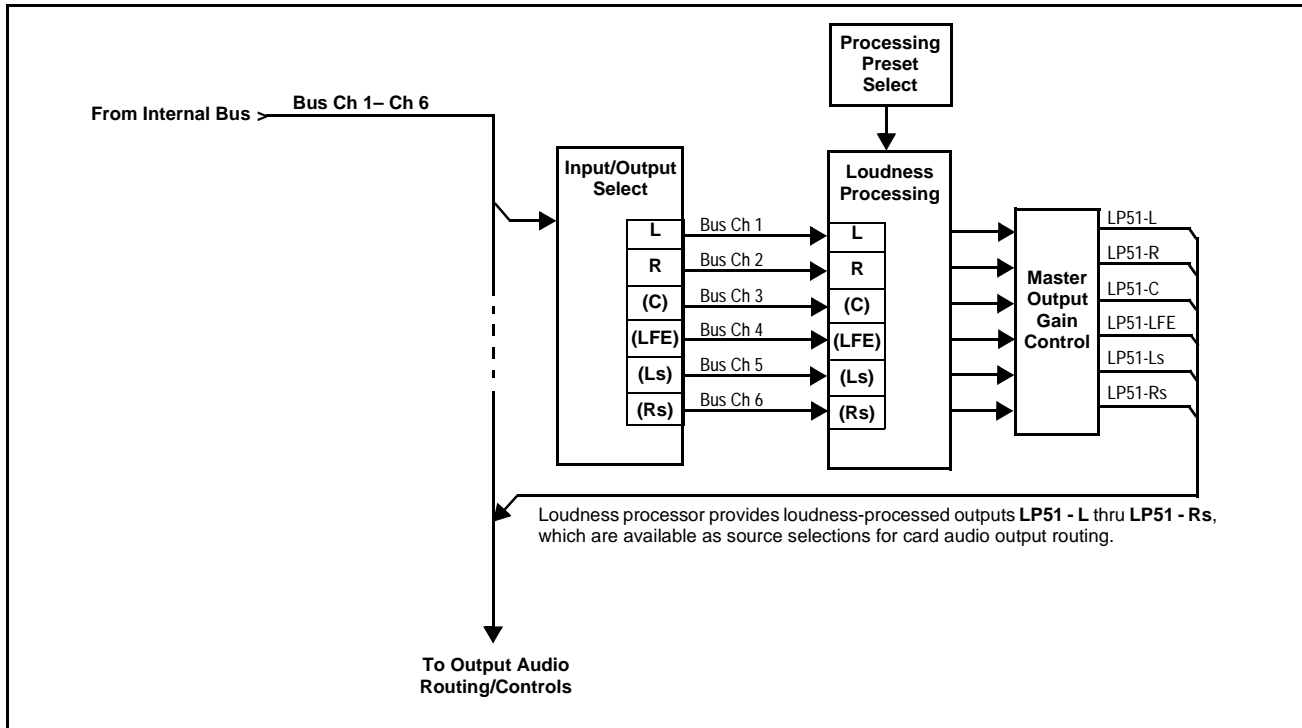 Processing
Preset
Select
From Internal Bus >
Bus Ch 1– Ch 6
Input/Output
Select
L
R
(C)
(LFE)
(Ls)
(Rs)
Bus Ch 1
Bus Ch 2
Bus Ch 3
Bus Ch 4
Bus Ch 5
Bus Ch 6
Loudness
Processing
L
R
(C)
(LFE)
(Ls)
(Rs)
Master
Output
Gain
Control
LP51-L
LP51-R
LP51-C
LP51-LFE
LP51-Ls
LP51-Rs
Loudness processor provides loudness-processed outputs LP51 - L thru LP51 - Rs,
which are available as source selections for card audio output routing.
To Output Audio
Routing/Controls